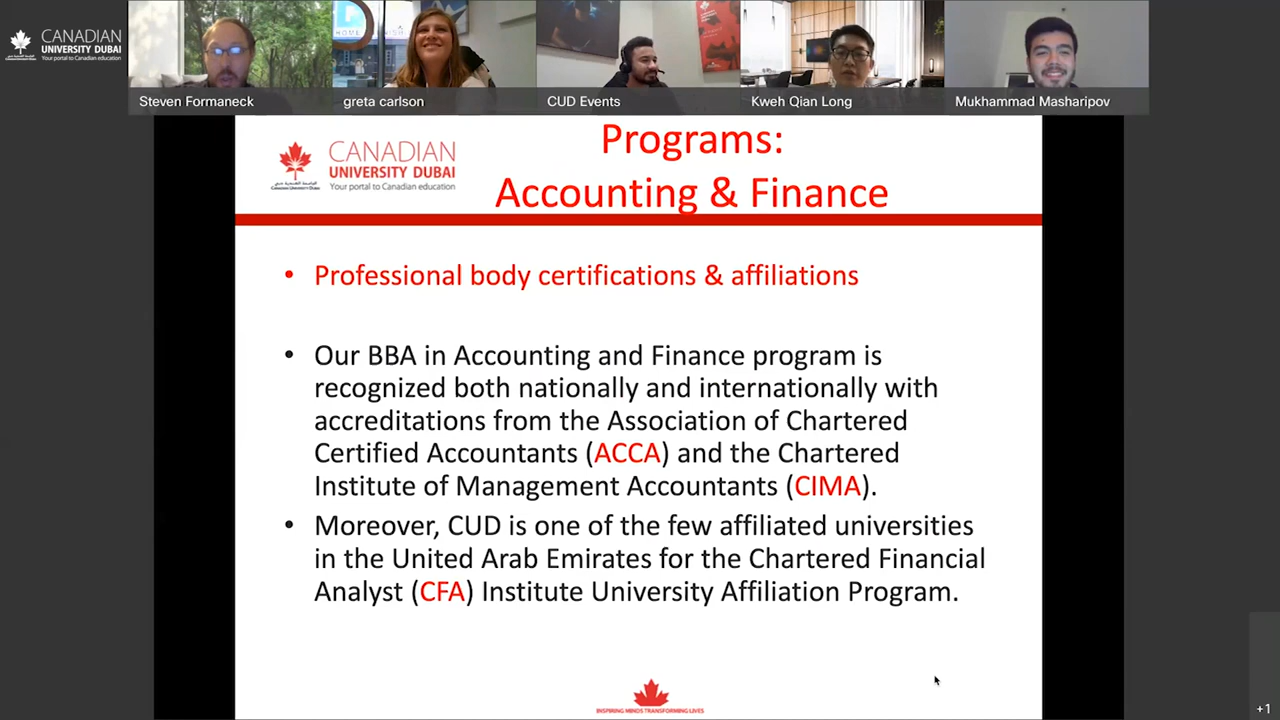 CANADIAN
UNIVERSITY DUBAI
Your portal to Canadian education
Steven Formaneck
greta carlson
CUD Events
Kweh Qian Long
Mukhammad Masharipov
CANADIAN
UNIVERSITY DUBAI
Your portal to Canadian education
Programs:
Accounting & Finance
• Professional body certifications & affiliations
• Our BBA in Accounting and Finance program is
recognized both nationally and internationally with
accreditations from the Association of Chartered
Certified Accountants (ACCA) and the Chartered
Institute of Management Accountants (CIMA).
• Moreover, CUD is one of the few affiliated universities
in the United Arab Emirates for the Chartered Financial
Analyst (CFA) Institute University Affiliation Program.
INSPIRING MINDS TRANSFORMING LIVES
+1